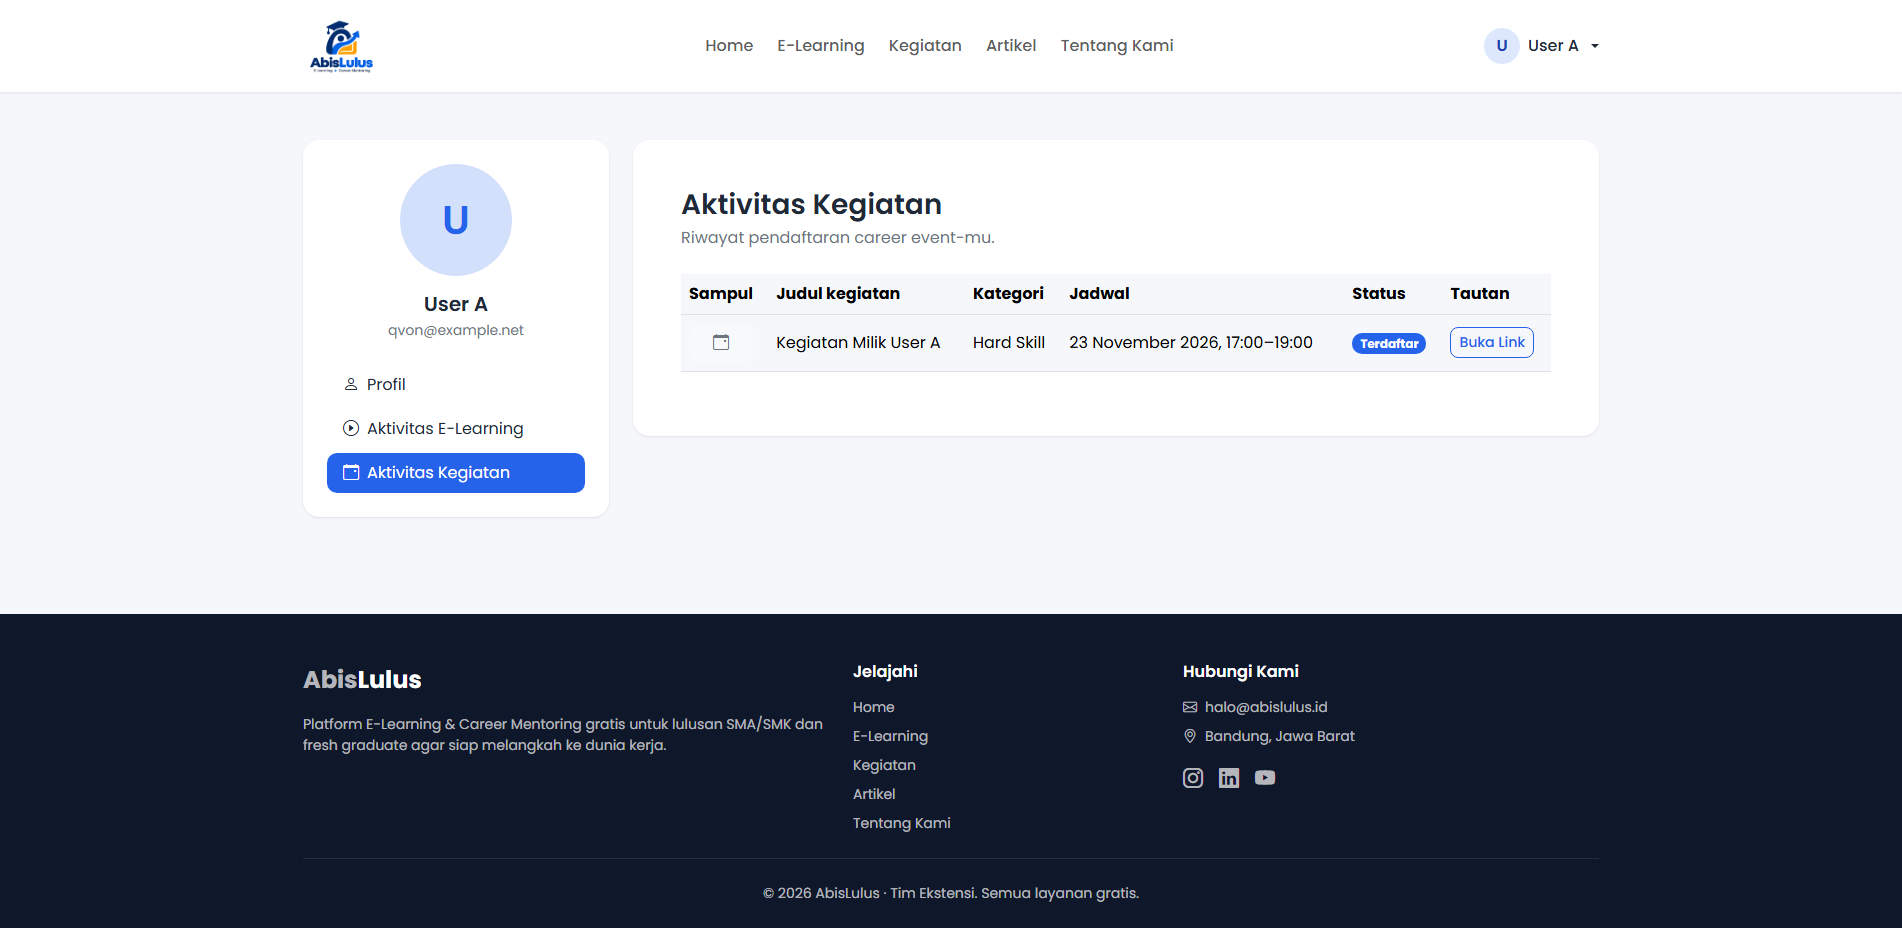 AbisLulus
Home
E-Learning
Kegiatan
Artikel
Tentang Kami
U
User A
U
User A
qvon@example.net
Profil
Aktivitas E-Learning
Aktivitas Kegiatan
Aktivitas Kegiatan
Riwayat pendaftaran career event-mu.
Sampul Judul kegiatan Kategori Jadwal Status Tautan
Kegiatan Milik User A Hard Skill 23 November 2026, 17:00–19:00 Terdaftar Buka Link
AbisLulus
Platform E-Learning & Career Mentoring gratis untuk lulusan SMA/SMK dan
fresh graduate agar siap melangkah ke dunia kerja.
Jelajahi
Home
E-Learning
Kegiatan
Artikel
Tentang Kami
Hubungi Kami
halo@abislulus.id
Bandung, Jawa Barat
© 2026 AbisLulus · Tim Ekstensi. Semua layanan gratis.